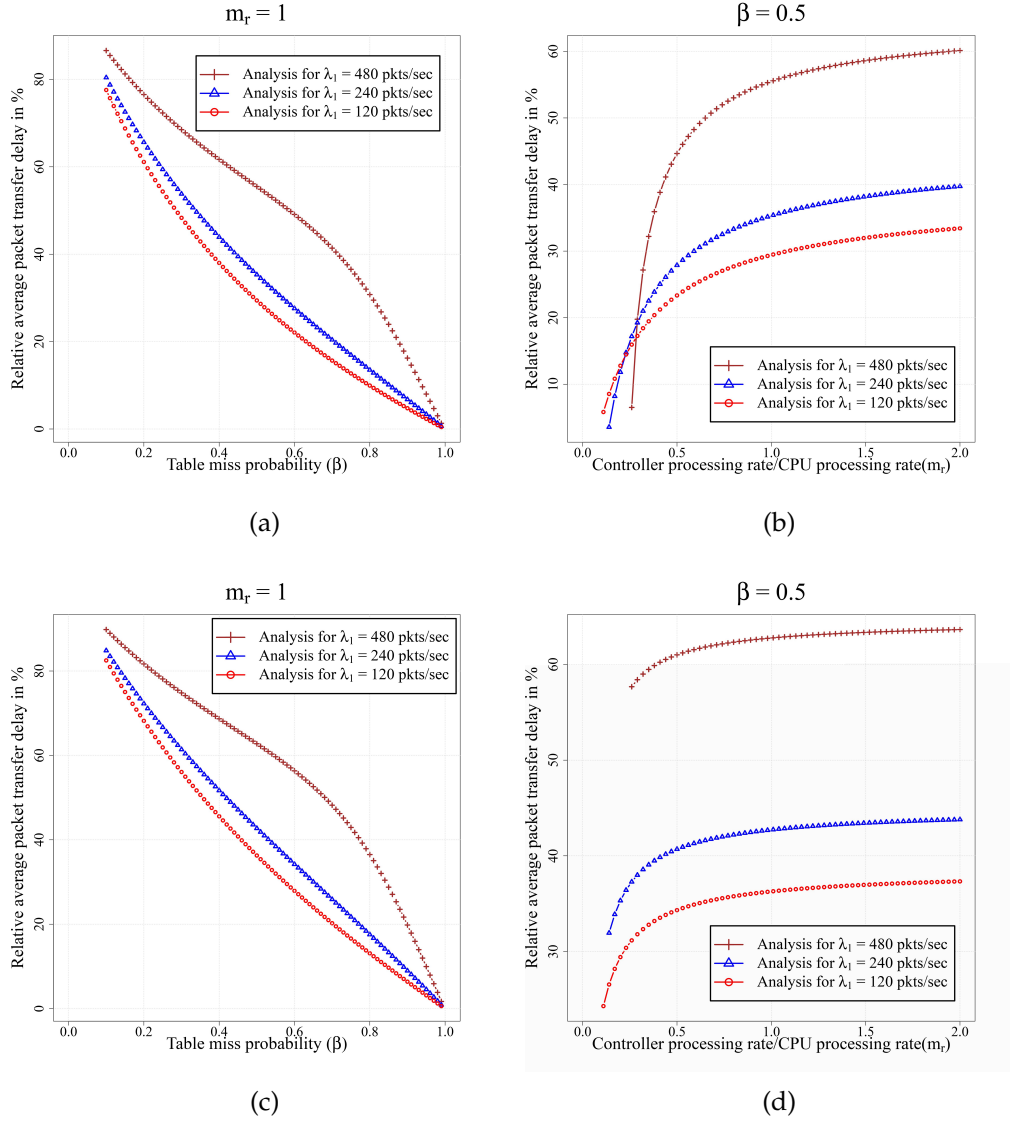 m_r = 1
Relative average packet transfer delay in %
80
60
40
20
0
Analysis for λ₁ = 480 pkts/sec
Analysis for λ₁ = 240 pkts/sec
Analysis for λ₁ = 120 pkts/sec
0.0 0.2 0.4 0.6 0.8 1.0
Table miss probability (β)
(a)
β = 0.5
Relative average packet transfer delay in %
60
50
40
30
20
10
Analysis for λ₁ = 480 pkts/sec
Analysis for λ₁ = 240 pkts/sec
Analysis for λ₁ = 120 pkts/sec
0.0 0.5 1.0 1.5 2.0
Controller processing rate/CPU processing rate(m_r)
(b)
m_r = 1
Relative average packet transfer delay in %
80
60
40
20
0
Analysis for λ₁ = 480 pkts/sec
Analysis for λ₁ = 240 pkts/sec
Analysis for λ₁ = 120 pkts/sec
0.0 0.2 0.4 0.6 0.8 1.0
Table miss probability (β)
(c)
β = 0.5
Relative average packet transfer delay in %
60
50
40
30
Analysis for λ₁ = 480 pkts/sec
Analysis for λ₁ = 240 pkts/sec
Analysis for λ₁ = 120 pkts/sec
0.0 0.5 1.0 1.5 2.0
Controller processing rate/CPU processing rate(m_r)
(d)